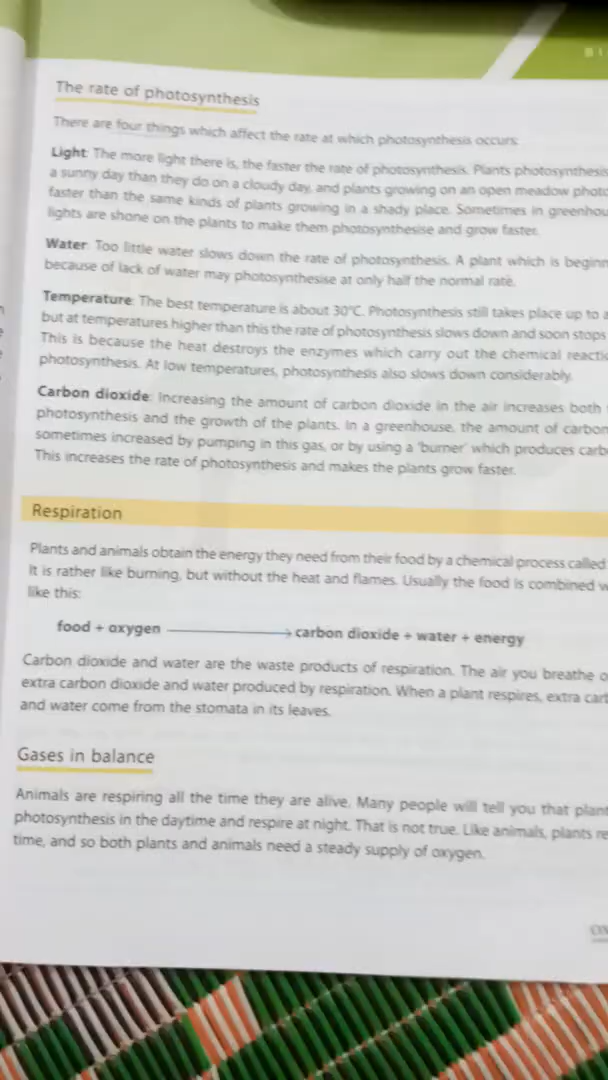 The rate of photosynthesis
There are four things which affect the rate at which photosynthesis occurs:
Light: The more light there is, the faster the rate of photosynthesis. Plants photosynthesis
a sunny day than they do on a cloudy day, and plants growing on an open meadow photo
faster than the same kinds of plants growing in a shady place. Sometimes in greenhou
lights are shone on the plants to make them photosynthesise and grow faster.
Water: Too little water slows down the rate of photosynthesis. A plant which is beginn
because of lack of water may photosynthesise at only half the normal rate.
Temperature: The best temperature is about 30°C. Photosynthesis still takes place up to a
but at temperatures higher than this the rate of photosynthesis slows down and soon stops
This is because the heat destroys the enzymes which carry out the chemical reactio
photosynthesis. At low temperatures, photosynthesis also slows down considerably.
Carbon dioxide: Increasing the amount of carbon dioxide in the air increases both
photosynthesis and the growth of the plants. In a greenhouse, the amount of carbon
sometimes increased by pumping in this gas, or by using a 'burner' which produces carb
This increases the rate of photosynthesis and makes the plants grow faster.
Respiration
Plants and animals obtain the energy they need from their food by a chemical process called
It is rather like burning, but without the heat and flames. Usually the food is combined w
like this:
food + oxygen → carbon dioxide + water + energy
Carbon dioxide and water are the waste products of respiration. The air you breathe o
extra carbon dioxide and water produced by respiration. When a plant respires, extra car
and water come from the stomata in its leaves.
Gases in balance
Animals are respiring all the time they are alive. Many people will tell you that plant
photosynthesis in the daytime and respire at night. That is not true. Like animals, plants re
time, and so both plants and animals need a steady supply of oxygen.